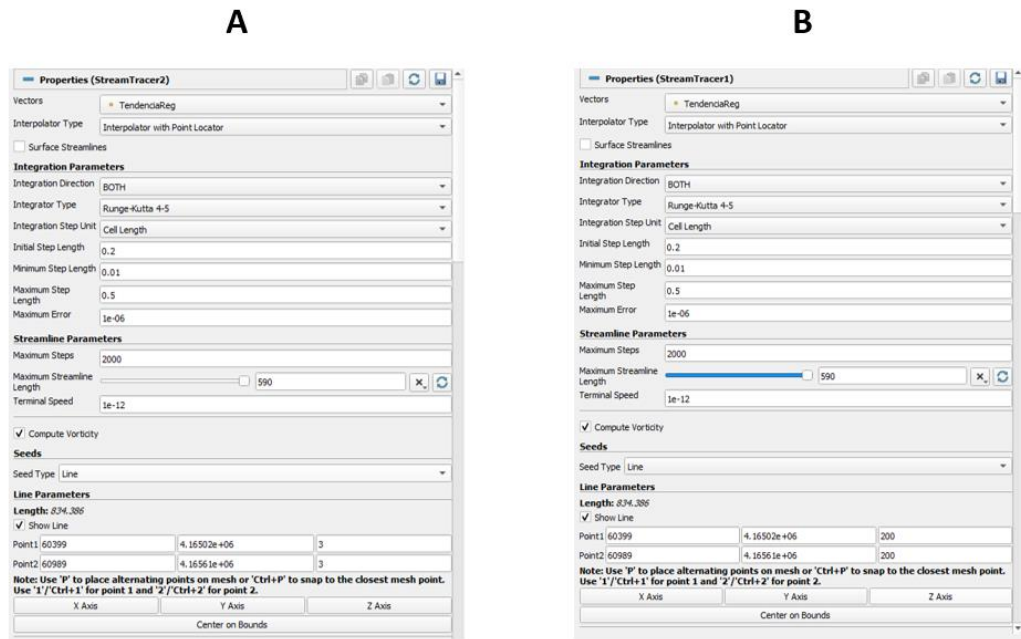 A
Properties (StreamTracer2)
Vectors TendenciaReg
Interpolator Type Interpolator with Point Locator
Surface Streamlines
Integration Parameters
Integration Direction BOTH
Integrator Type Runge-Kutta 4-5
Integration Step Unit Cell Length
Initial Step Length 0.2
Minimum Step Length 0.01
Maximum Step
Length 0.5
Maximum Error 1e-06
Streamline Parameters
Maximum Steps 2000
Maximum Streamline
Length 590
Terminal Speed 1e-12
Compute Vorticity
Seeds
Seed Type Line
Line Parameters
Length: 834.386
Show Line
Point1 60399 4.16502e+06 3
Point2 60989 4.16561e+06 3
Note: Use 'P' to place alternating points on mesh or 'Ctrl+P' to snap to the closest mesh point.
Use '1'/'Ctrl+1' for point 1 and '2'/'Ctrl+2' for point 2.
X Axis Y Axis Z Axis
Center on Bounds
B
Properties (StreamTracer1)
Vectors TendenciaReg
Interpolator Type Interpolator with Point Locator
Surface Streamlines
Integration Parameters
Integration Direction BOTH
Integrator Type Runge-Kutta 4-5
Integration Step Unit Cell Length
Initial Step Length 0.2
Minimum Step Length 0.01
Maximum Step
Length 0.5
Maximum Error 1e-06
Streamline Parameters
Maximum Steps 2000
Maximum Streamline
Length 590
Terminal Speed 1e-12
Compute Vorticity
Seeds
Seed Type Line
Line Parameters
Length: 834.386
Show Line
Point1 60399 4.16502e+06 200
Point2 60989 4.16561e+06 200
Note: Use 'P' to place alternating points on mesh or 'Ctrl+P' to snap to the closest mesh point.
Use '1'/'Ctrl+1' for point 1 and '2'/'Ctrl+2' for point 2.
X Axis Y Axis Z Axis
Center on Bounds